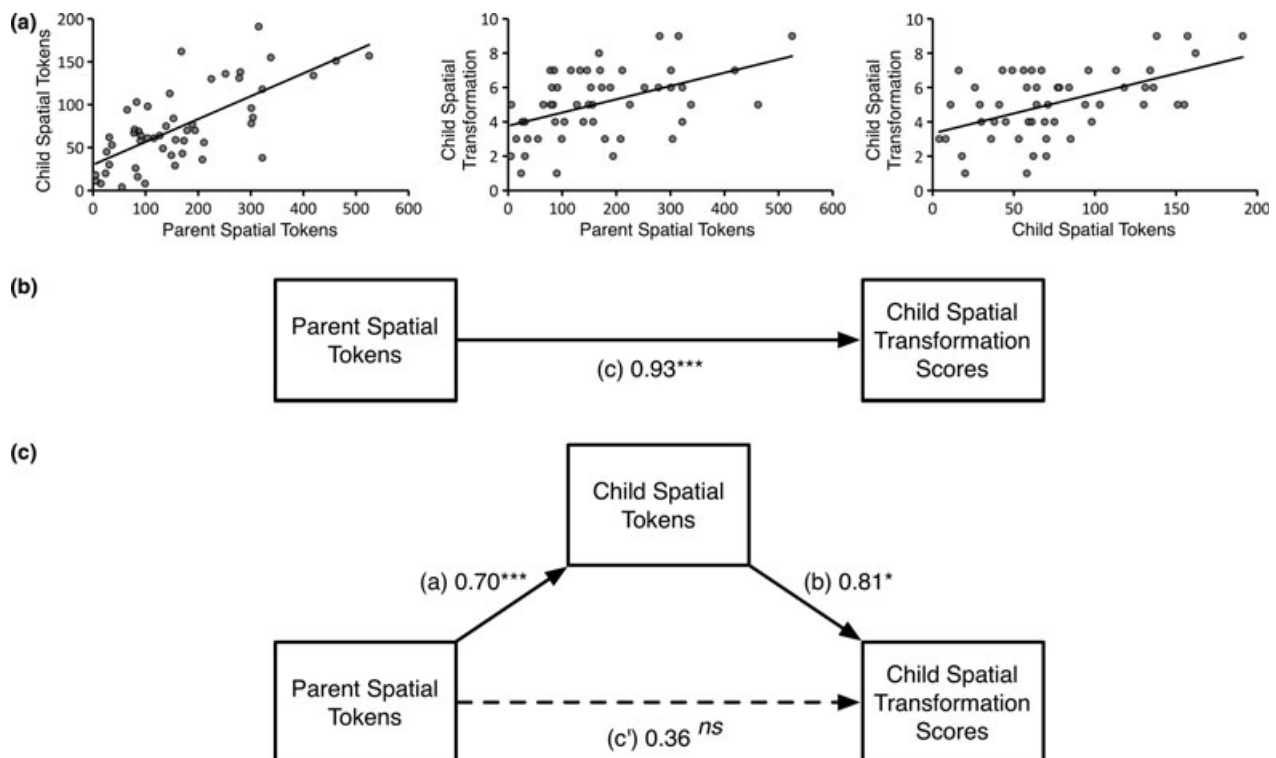 (a)
200
150
100
50
0
Child Spatial Tokens
0 100 200 300 400 500 600
Parent Spatial Tokens
10
8
6
4
2
0
Child Spatial
Transformation
0 100 200 300 400 500 600
Parent Spatial Tokens
10
8
6
4
2
0
Child Spatial
Transformation
0 50 100 150 200
Child Spatial Tokens
(b)
Parent Spatial
Tokens
(c) 0.93***
Child Spatial
Transformation
Scores
(c)
Child Spatial
Tokens
(a) 0.70***
(b) 0.81*
Parent Spatial
Tokens
(c') 0.36 ns
Child Spatial
Transformation
Scores